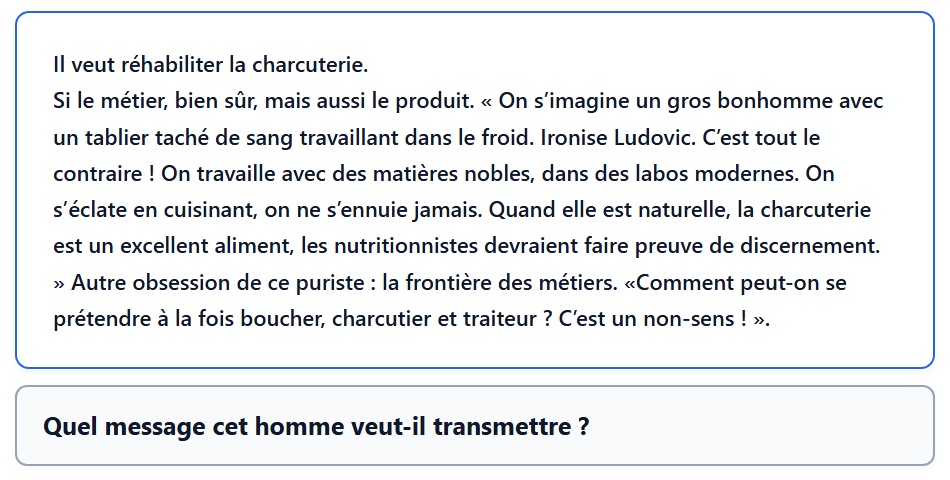 Il veut réhabiliter la charcuterie.
Si le métier, bien sûr, mais aussi le produit. « On s’imagine un gros bonhomme avec
un tablier taché de sang travaillant dans le froid. Ironise Ludovic. C’est tout le
contraire ! On travaille avec des matières nobles, dans des labos modernes. On
s’éclate en cuisinant, on ne s’ennuie jamais. Quand elle est naturelle, la charcuterie
est un excellent aliment, les nutritionnistes devraient faire preuve de discernement.
» Autre obsession de ce puriste : la frontière des métiers. «Comment peut-on se
prétendre à la fois boucher, charcutier et traiteur ? C’est un non-sens ! ».
Quel message cet homme veut-il transmettre ?